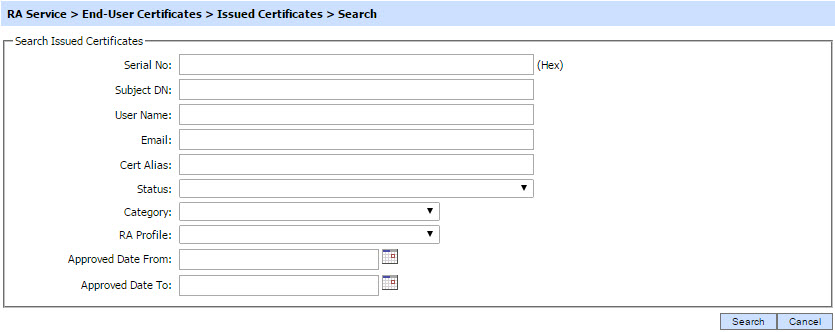 RA Service > End-User Certificates > Issued Certificates > Search
Search Issued Certificates
Serial No: (Hex)
Subject DN:
User Name:
Email:
Cert Alias:
Status:
Category:
RA Profile:
Approved Date From:
Approved Date To:
Search Cancel